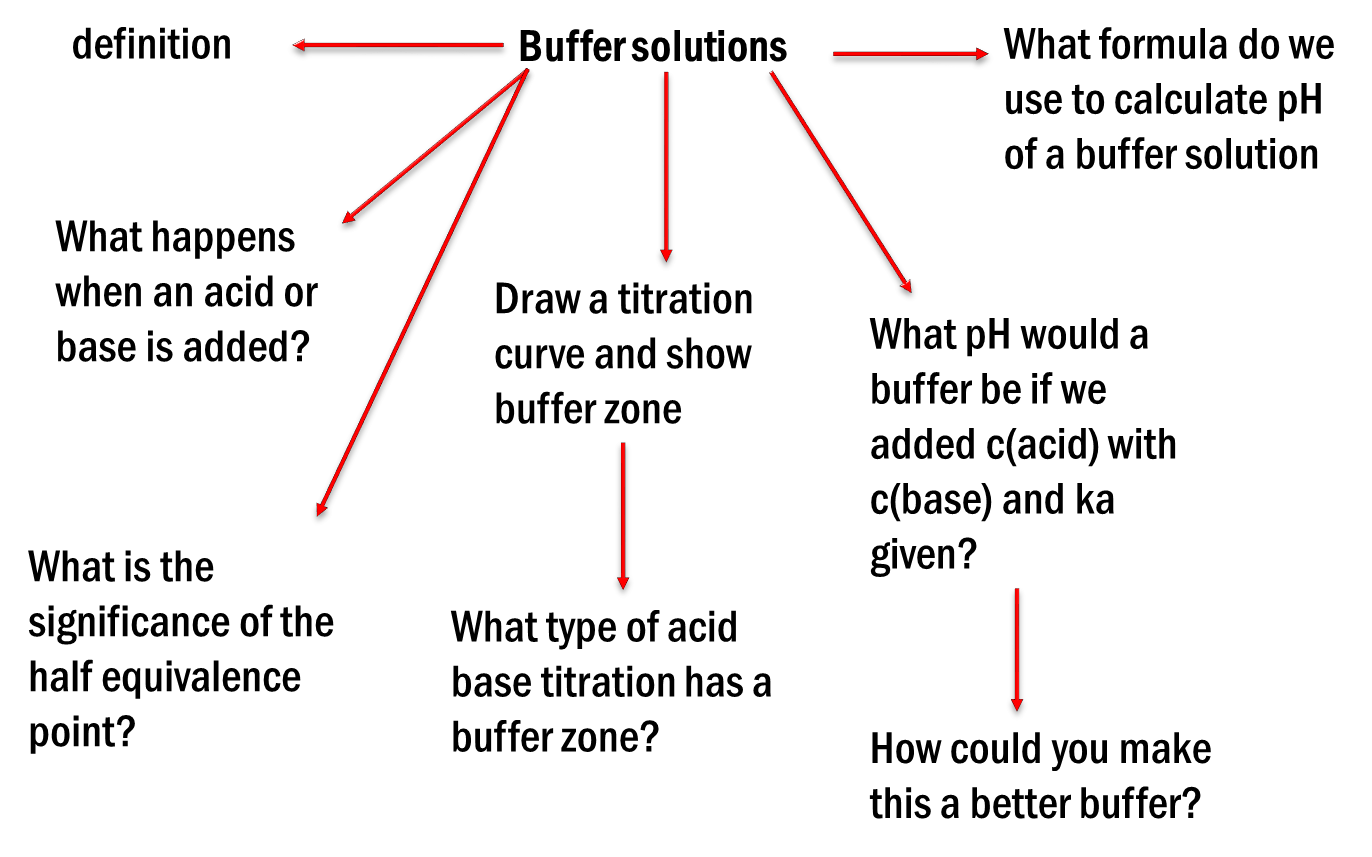 definition
Buffer solutions
What formula do we
use to calculate pH
of a buffer solution
What happens
when an acid or
base is added?
Draw a titration
curve and show
buffer zone
What pH would a
buffer be if we
added c(acid) with
c(base) and ka
given?
What is the
significance of the
half equivalence
point?
What type of acid
base titration has a
buffer zone?
How could you make
this a better buffer?